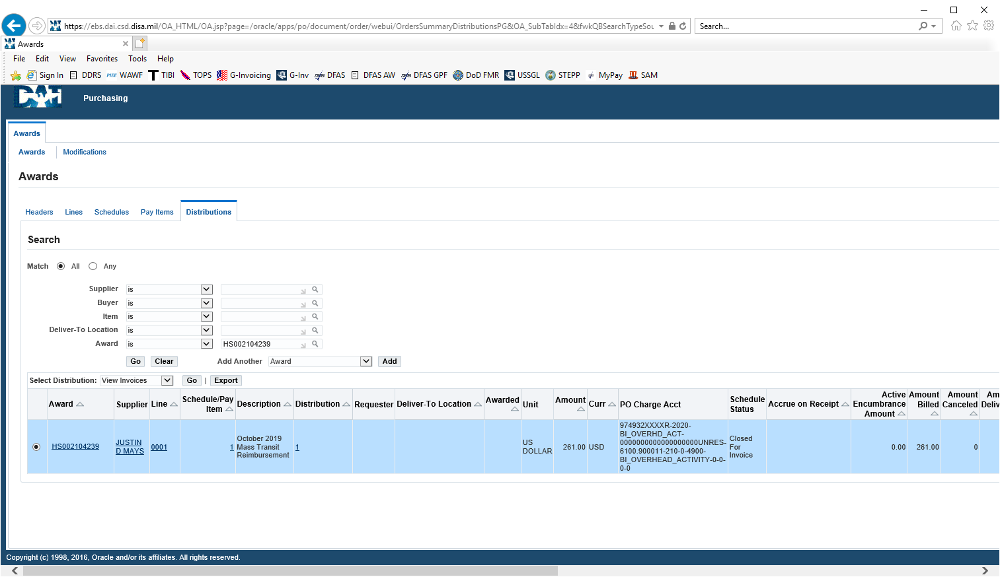 https://ebs.dai.csd.disa.mil/OA_HTML/OA.jsp?page=/oracle/apps/po/document/order/webui/OrdersSummaryDistributionsPG&OA_SubTabIdx=4&fwkQBSearchTypeSou
Search...
Awards
File Edit View Favorites Tools Help
Sign In DDRS PIEE WAWF TIBI TOPS G-Invoicing G-Inv DFAS DFAS AW DFAS GPF DoD FMR USSGL STEPP MyPay SAM
DAI Purchasing
Awards
Awards Modifications
Awards
Headers Lines Schedules Pay Items Distributions
Search
Match All Any
Supplier is
Buyer is
Item is
Deliver-To Location is
Award is HS002104239
Go Clear Add Another Award Add
Select Distribution: View Invoices Go | Export
Award Supplier Line Schedule/Pay Item Description Distribution Requester Deliver-To Location Awarded Unit Amount Curr PO Charge Acct Schedule Status Accrue on Receipt Active Encumbrance Amount Amount Billed Amount Canceled Am Deliv
HS002104239
JUSTIN
D MAYS
0001
1
October 2019
Mass Transit
Reimbursement
1
US
DOLLAR
261.00
USD
974932XXXXR-2020-
BI_OVERHD_ACT-
0000000000000000000UNRES-
6100.900011-210-0-4900-
BI_OVERHEAD_ACTIVITY-0-0-
0-0
Closed
For
Invoice
0.00
261.00
0
Copyright (c) 1998, 2016, Oracle and/or its affiliates. All rights reserved.